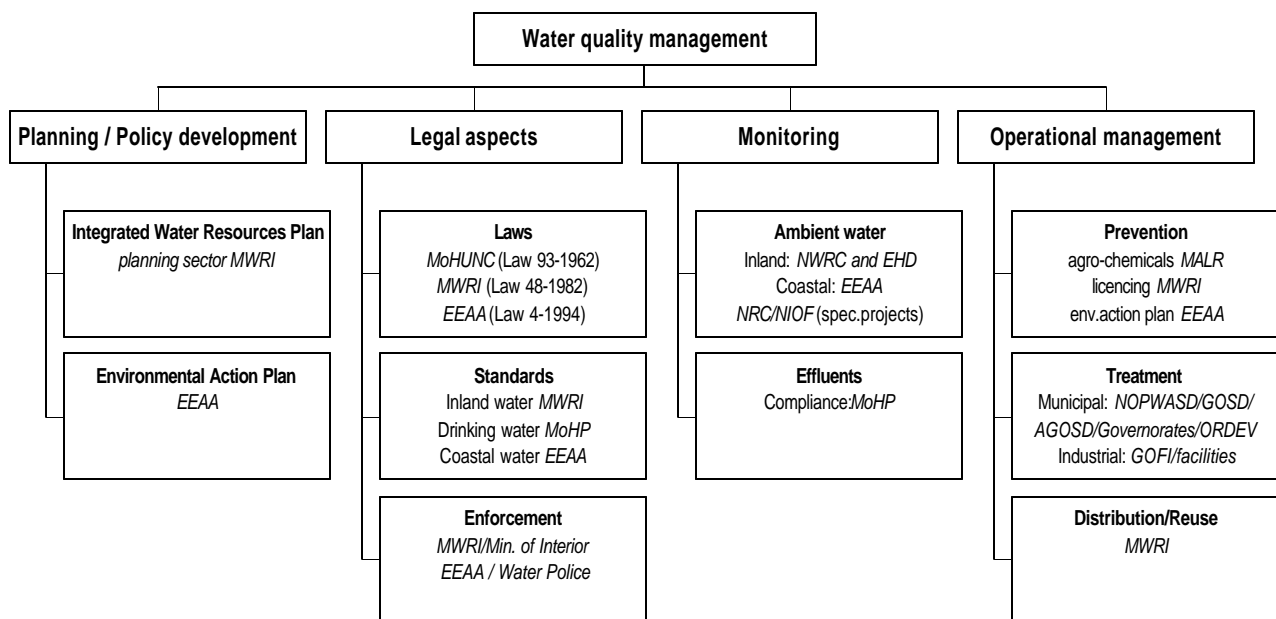 Water quality management
Planning / Policy development
Integrated Water Resources Plan
planning sector MWRI
Environmental Action Plan
EEAA
Legal aspects
Laws
MoHUNC (Law 93-1962)
MWRI (Law 48-1982)
EEAA (Law 4-1994)
Standards
Inland water MWRI
Drinking water MoHP
Coastal water EEAA
Enforcement
MWRI/Min. of Interior
EEAA / Water Police
Monitoring
Ambient water
Inland: NWRC and EHD
Coastal: EEAA
NRC/NIOF (spec.projects)
Effluents
Compliance:MoHP
Operational management
Prevention
agro-chemicals MALR
licencing MWRI
env.action plan EEAA
Treatment
Municipal: NOPWASD/GOSD/
AGOSD/Governorates/ORDEV
Industrial: GOFI/facilities
Distribution/Reuse
MWRI